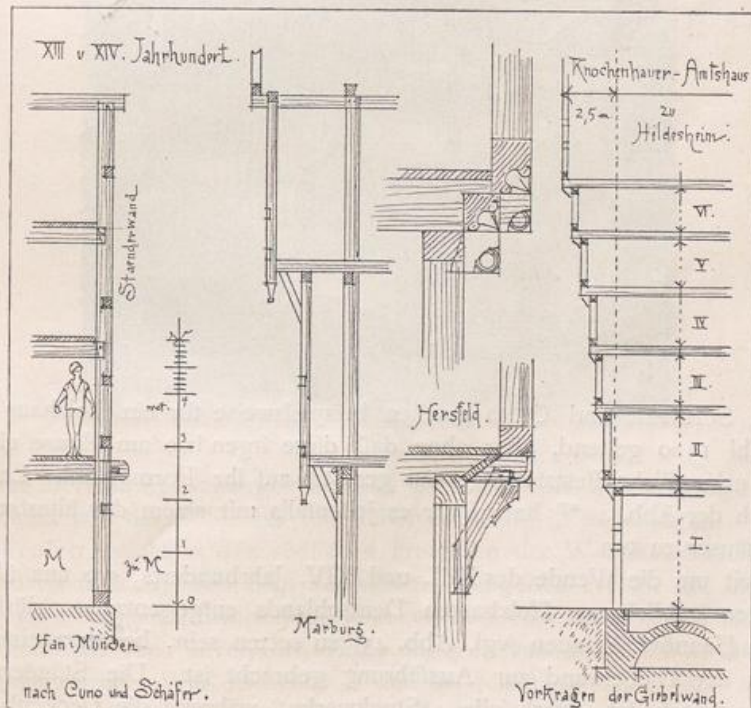 XIII u XIV. Jahrhundert.
Knochenhauer-Amtshaus
2,5 m
zu
Hildesheim.
Staenderwand
VI.
V
IV
III.
II
I
met.
4
3
2
1
0
Hersfeld.
M
zu M
Han: Münden
Marburg
nach Cuno und Schäfer.
Vorkragen der Giebelwand.